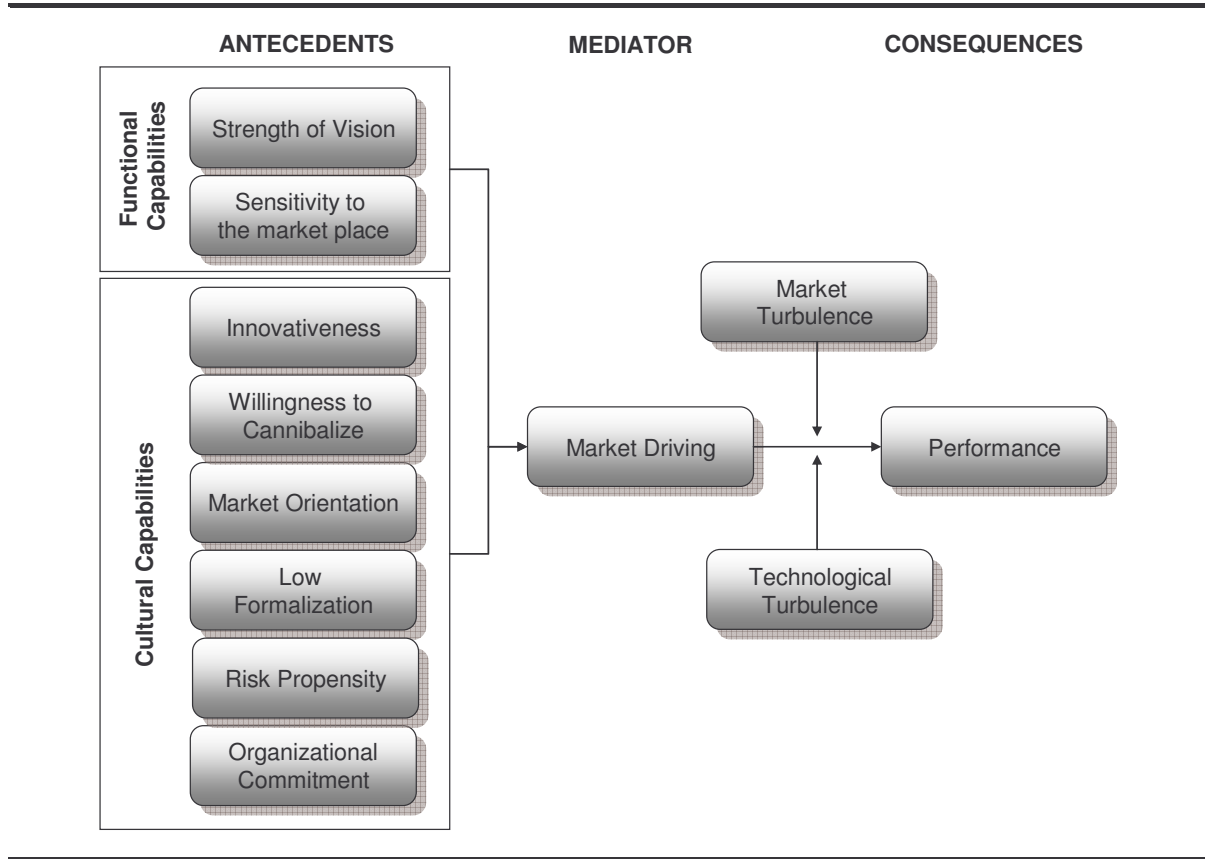 ANTECEDENTS
MEDIATOR
CONSEQUENCES
Functional
Capabilities
Strength of Vision
Sensitivity to
the market place
Cultural Capabilities
Innovativeness
Willingness to
Cannibalize
Market Orientation
Low
Formalization
Risk Propensity
Organizational
Commitment
Market Driving
Market
Turbulence
Technological
Turbulence
Performance